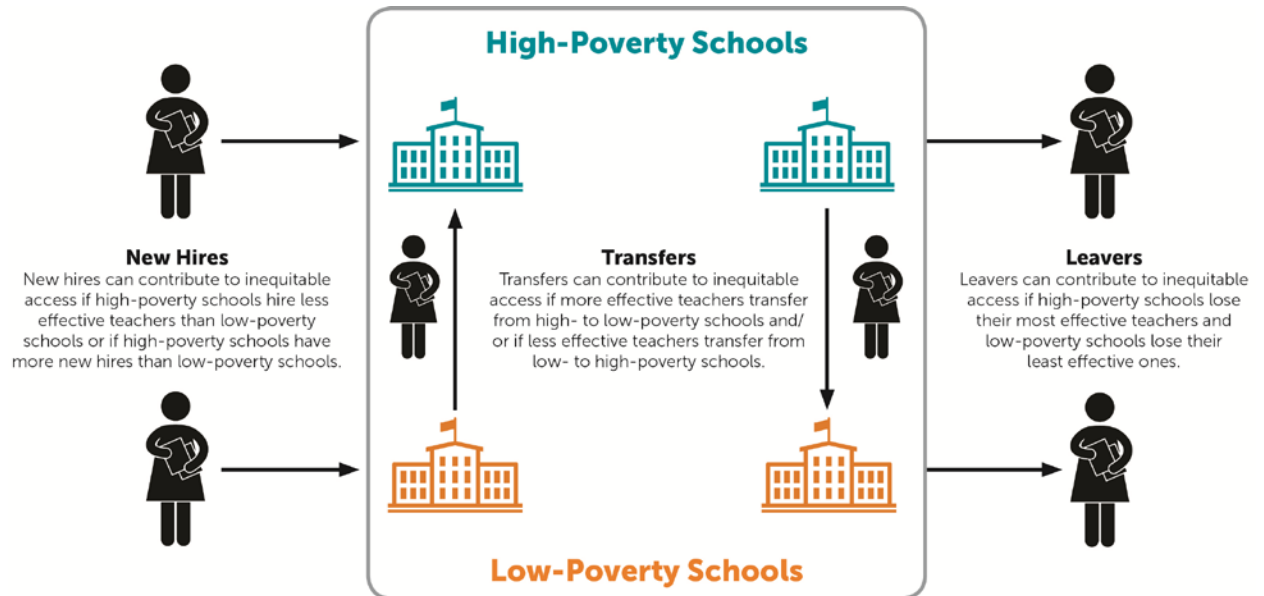 High-Poverty Schools
New Hires
New hires can contribute to inequitable
access if high-poverty schools hire less
effective teachers than low-poverty
schools or if high-poverty schools have
more new hires than low-poverty schools.
Transfers
Transfers can contribute to inequitable
access if more effective teachers transfer
from high- to low-poverty schools and/
or if less effective teachers transfer from
low- to high-poverty schools.
Leavers
Leavers can contribute to inequitable
access if high-poverty schools lose
their most effective teachers and
low-poverty schools lose their
least effective ones.
Low-Poverty Schools